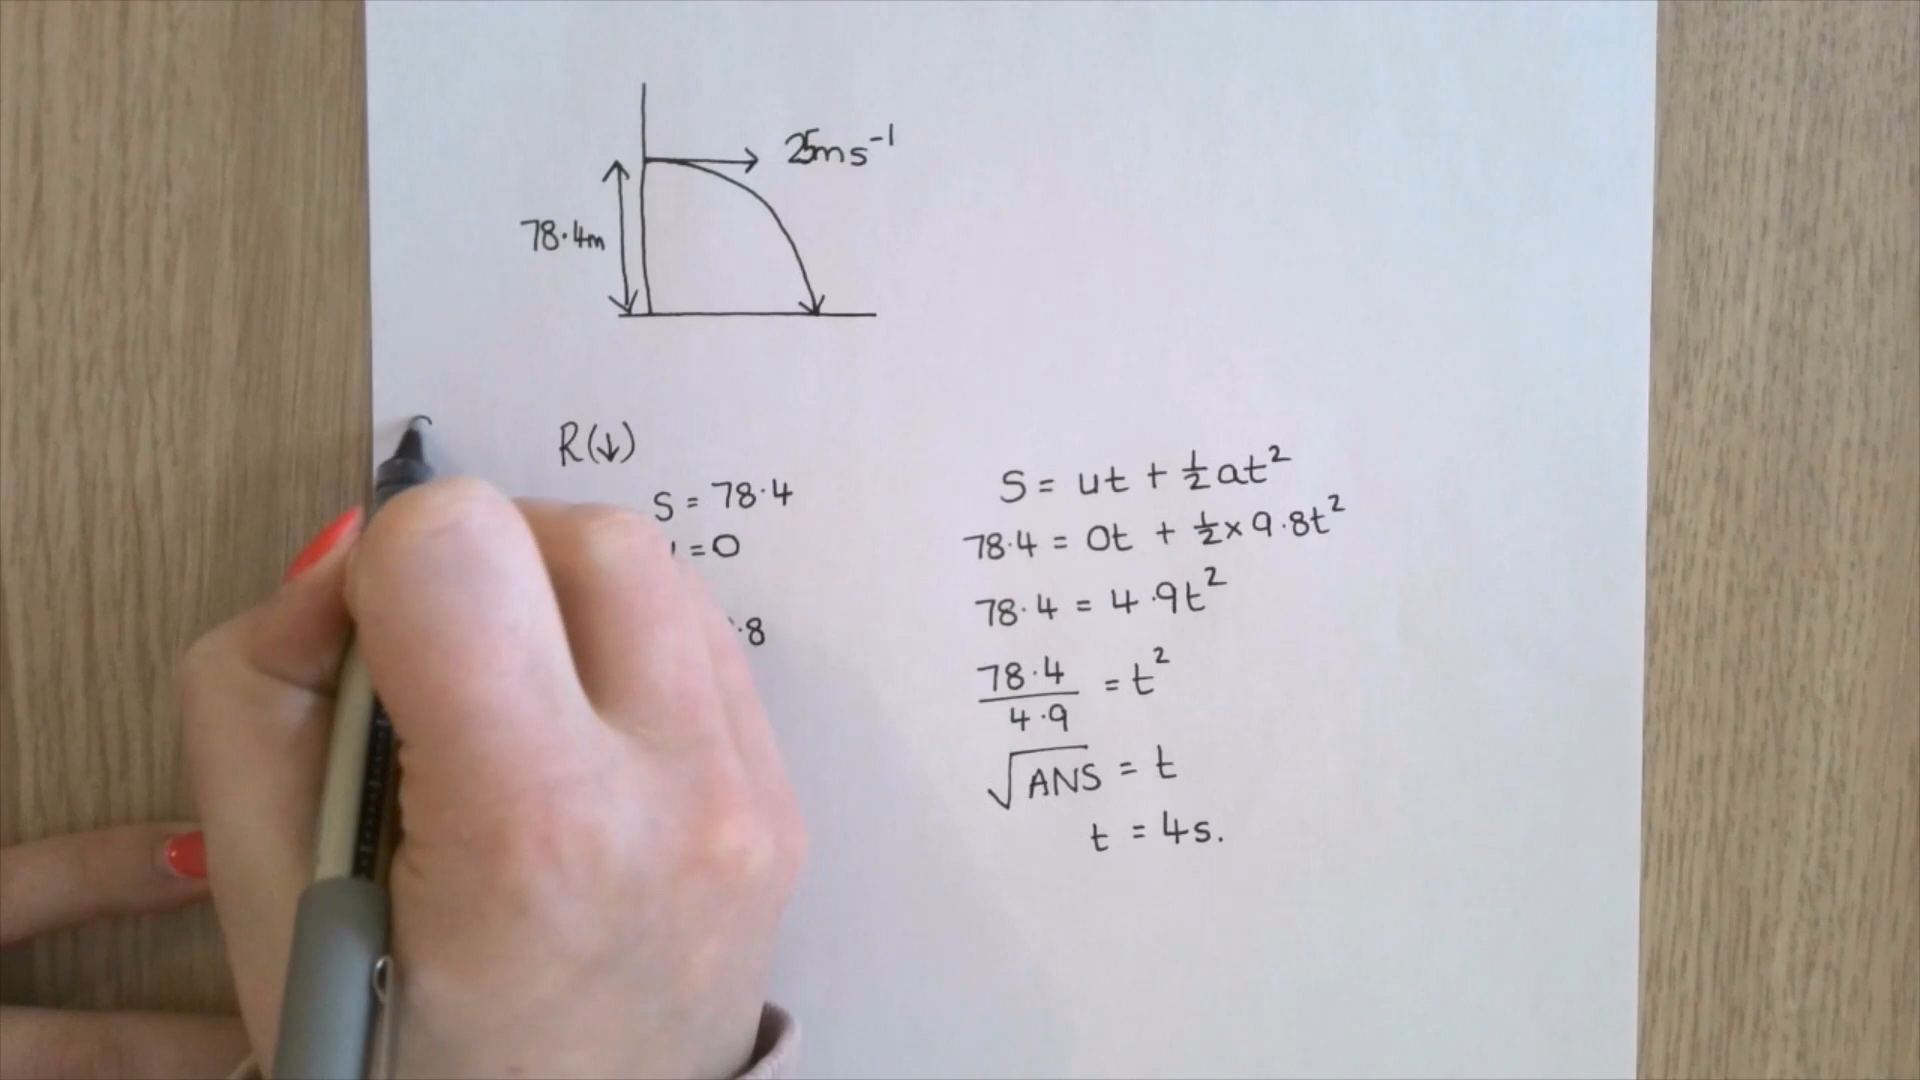 25ms⁻¹
78·4m
R(↓)
S = 78·4
= 0
·8
S = ut + ½at²
78·4 = 0t + ½ × 9·8t²
78·4 = 4·9t²
78·4
4·9
= t²
√ANS = t
t = 4s.